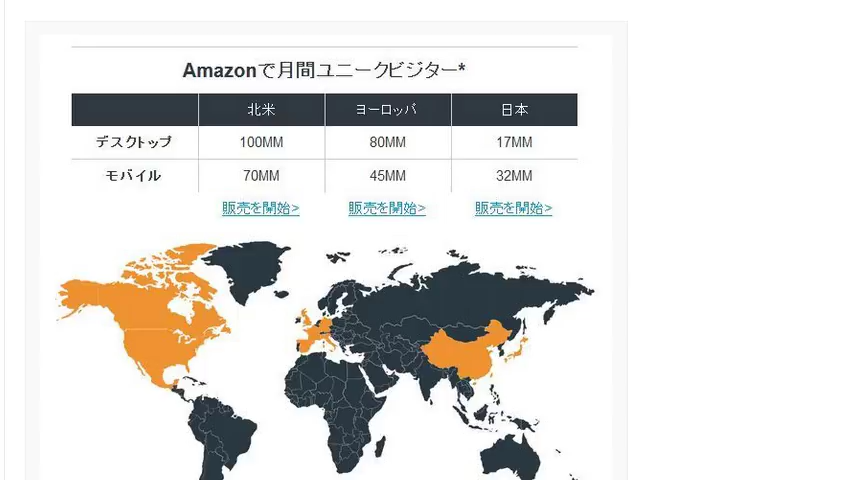 Amazonで月間ユニークビジター*
北米 ヨーロッパ 日本
デスクトップ 100MM 80MM 17MM
モバイル 70MM 45MM 32MM
販売を開始> 販売を開始> 販売を開始>